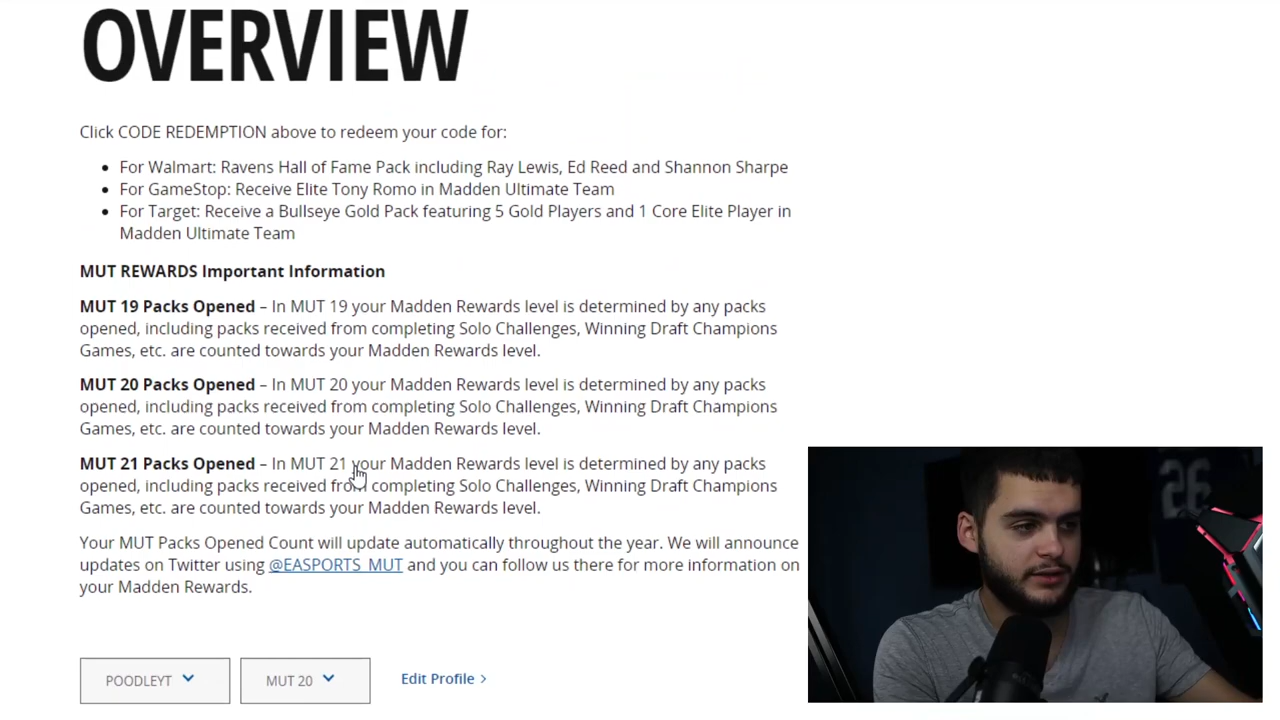 OVERVIEW
Click CODE REDEMPTION above to redeem your code for:
• For Walmart: Ravens Hall of Fame Pack including Ray Lewis, Ed Reed and Shannon Sharpe
• For GameStop: Receive Elite Tony Romo in Madden Ultimate Team
• For Target: Receive a Bullseye Gold Pack featuring 5 Gold Players and 1 Core Elite Player in
Madden Ultimate Team
MUT REWARDS Important Information
MUT 19 Packs Opened – In MUT 19 your Madden Rewards level is determined by any packs
opened, including packs received from completing Solo Challenges, Winning Draft Champions
Games, etc. are counted towards your Madden Rewards level.
MUT 20 Packs Opened – In MUT 20 your Madden Rewards level is determined by any packs
opened, including packs received from completing Solo Challenges, Winning Draft Champions
Games, etc. are counted towards your Madden Rewards level.
MUT 21 Packs Opened – In MUT 21 your Madden Rewards level is determined by any packs
opened, including packs received from completing Solo Challenges, Winning Draft Champions
Games, etc. are counted towards your Madden Rewards level.
Your MUT Packs Opened Count will update automatically throughout the year. We will announce
updates on Twitter using @EASPORTS_MUT and you can follow us there for more information on
your Madden Rewards.
POODLEYT MUT 20 Edit Profile >
26